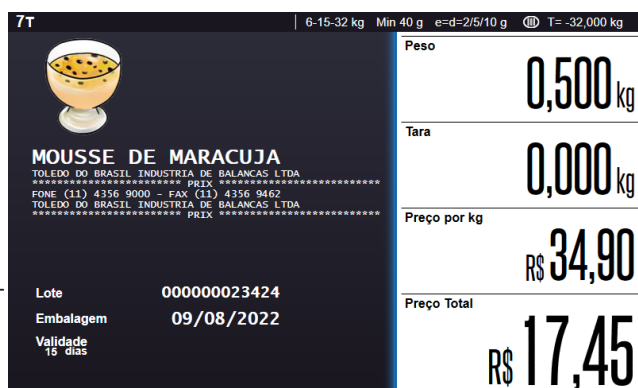 7T | 6-15-32 kg Min 40 g e=d=2/5/10 g III T= -32,000 kg
MOUSSE DE MARACUJA
TOLEDO DO BRASIL INDUSTRIA DE BALANCAS LTDA
************************ PRIX **************************
FONE (11) 4356 9000 - FAX (11) 4356 9462
TOLEDO DO BRASIL INDUSTRIA DE BALANCAS LTDA
************************ PRIX **************************
Lote 000000023424
Embalagem 09/08/2022
Validade
15 dias
Peso
0,500 kg
Tara
0,000 kg
Preço por kg
R$ 34,90
Preço Total
R$ 17,45